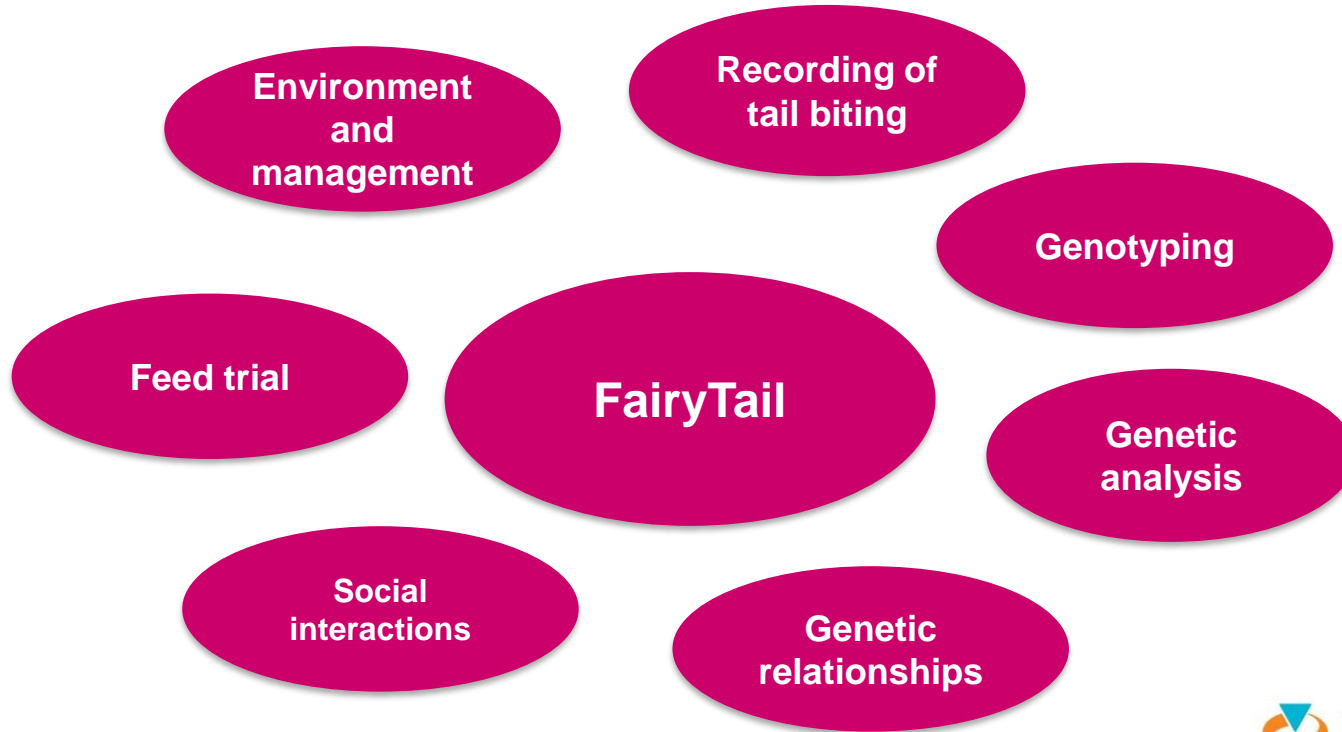 Environment
and
management
Recording of
tail biting
Genotyping
Feed trial
FairyTail
Genetic
analysis
Social
interactions
Genetic
relationships